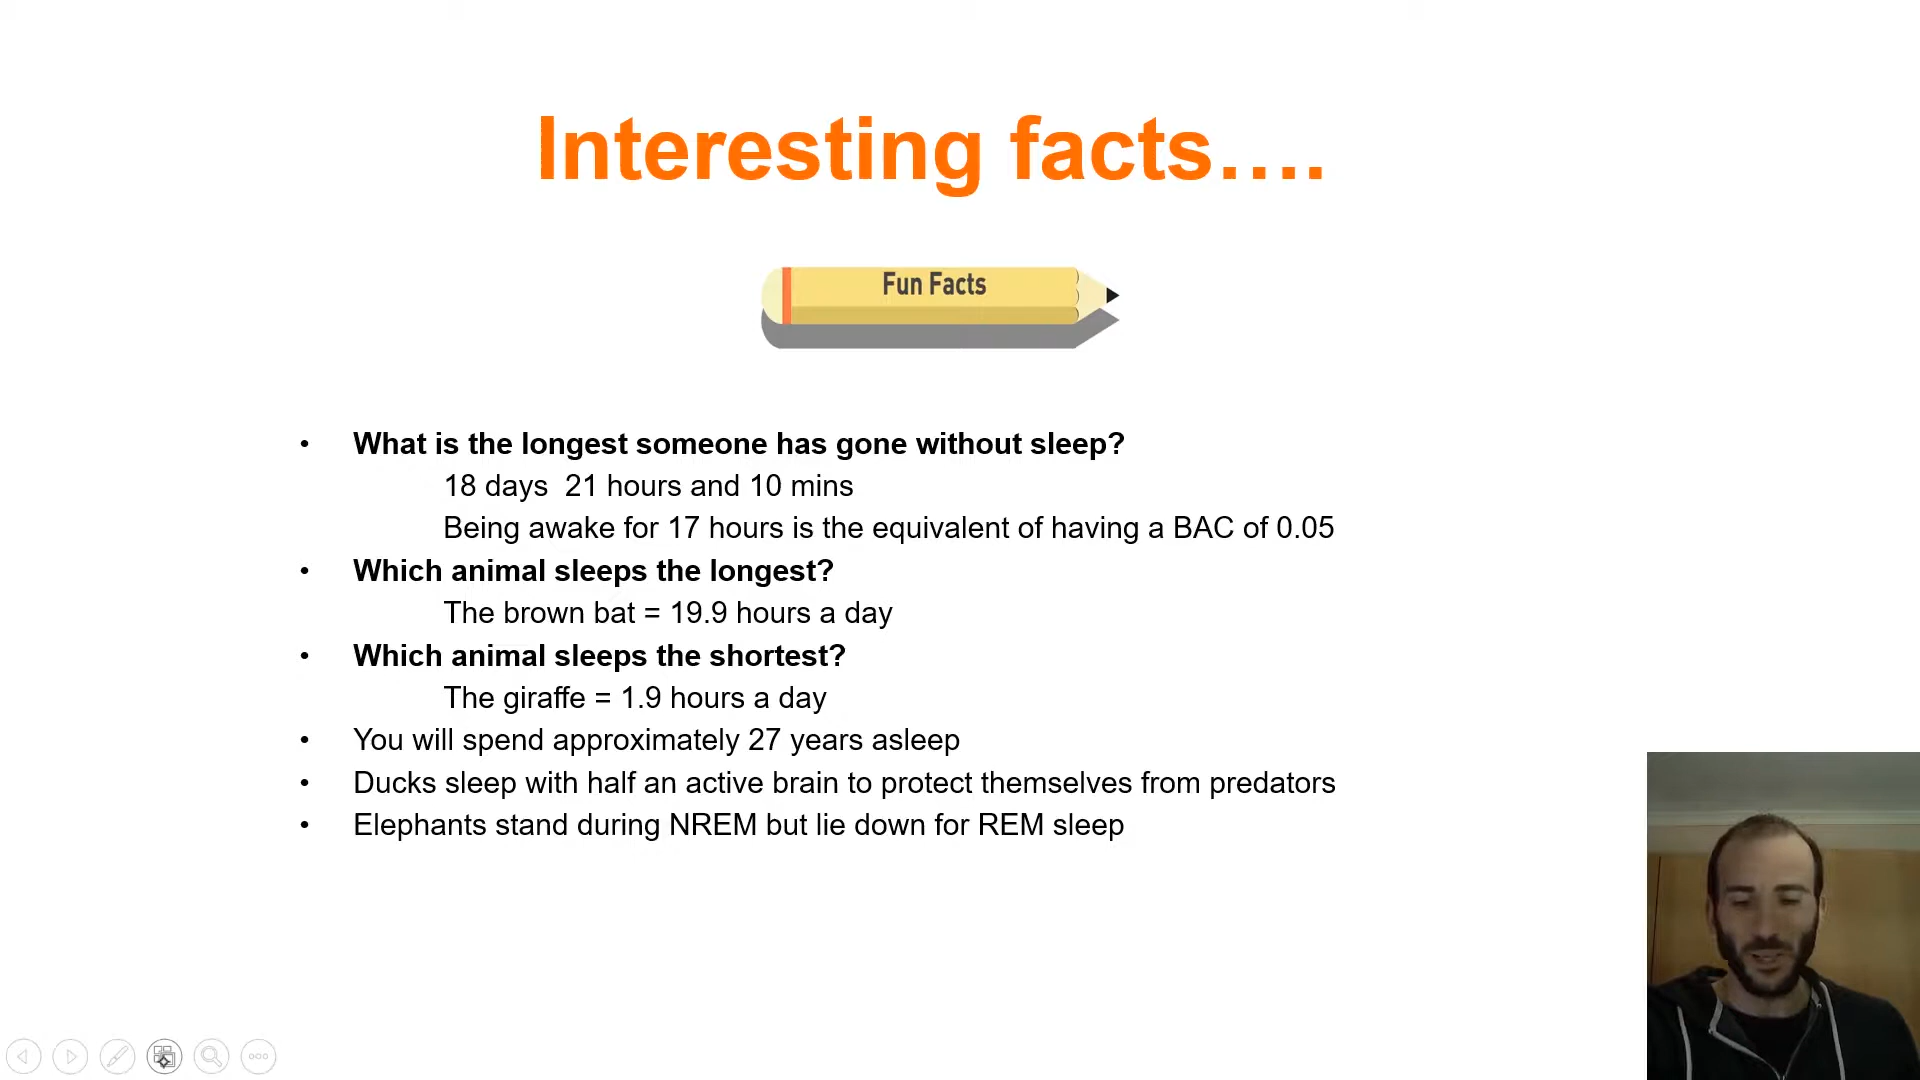 Interesting facts….
Fun Facts
• What is the longest someone has gone without sleep?
18 days  21 hours and 10 mins
Being awake for 17 hours is the equivalent of having a BAC of 0.05
• Which animal sleeps the longest?
The brown bat = 19.9 hours a day
• Which animal sleeps the shortest?
The giraffe = 1.9 hours a day
• You will spend approximately 27 years asleep
• Ducks sleep with half an active brain to protect themselves from predators
• Elephants stand during NREM but lie down for REM sleep